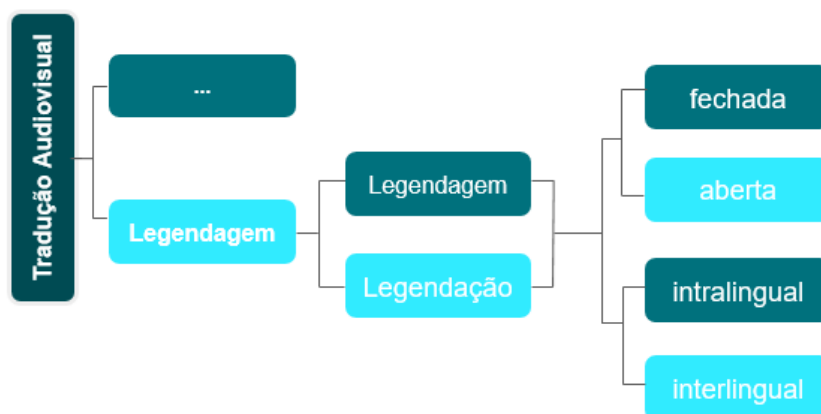 Tradução Audiovisual
...
Legendagem
Legendagem
Legendação
fechada
aberta
intralingual
interlingual